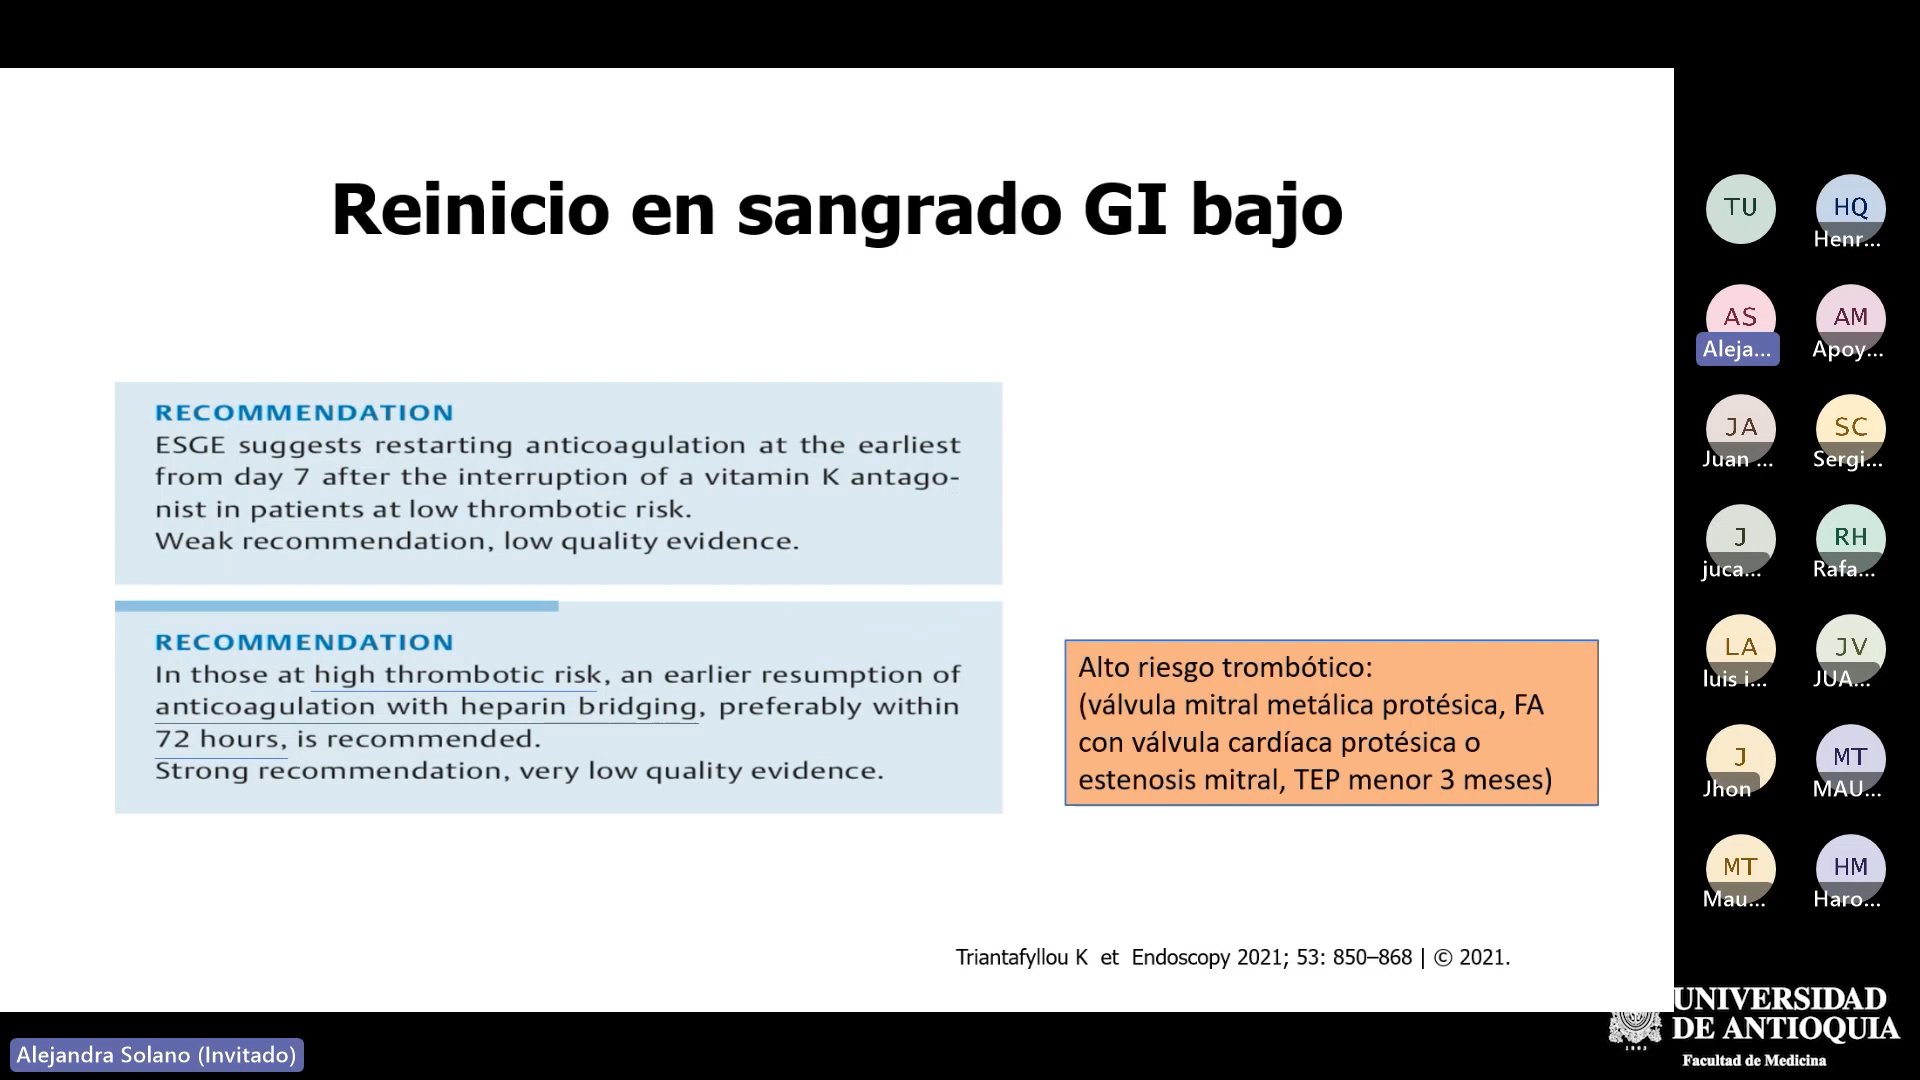 Reinicio en sangrado GI bajo
RECOMMENDATION
ESGE suggests restarting anticoagulation at the earliest
from day 7 after the interruption of a vitamin K antago-
nist in patients at low thrombotic risk.
Weak recommendation, low quality evidence.
RECOMMENDATION
In those at high thrombotic risk, an earlier resumption of
anticoagulation with heparin bridging, preferably within
72 hours, is recommended.
Strong recommendation, very low quality evidence.
Alto riesgo trombótico:
(válvula mitral metálica protésica, FA
con válvula cardíaca protésica o
estenosis mitral, TEP menor 3 meses)
Triantafyllou K et Endoscopy 2021; 53: 850–868 | © 2021.
TU
HQ
Henr...
AS
Aleja...
AM
Apoy...
JA
Juan ...
SC
Sergi...
J
juca...
RH
Rafa...
LA
luis i...
JV
JUA...
J
Jhon
MT
MAU...
MT
Mau...
HM
Haro...
UNIVERSIDAD
DE ANTIOQUIA
1803
Facultad de Medicina
Alejandra Solano (Invitado)